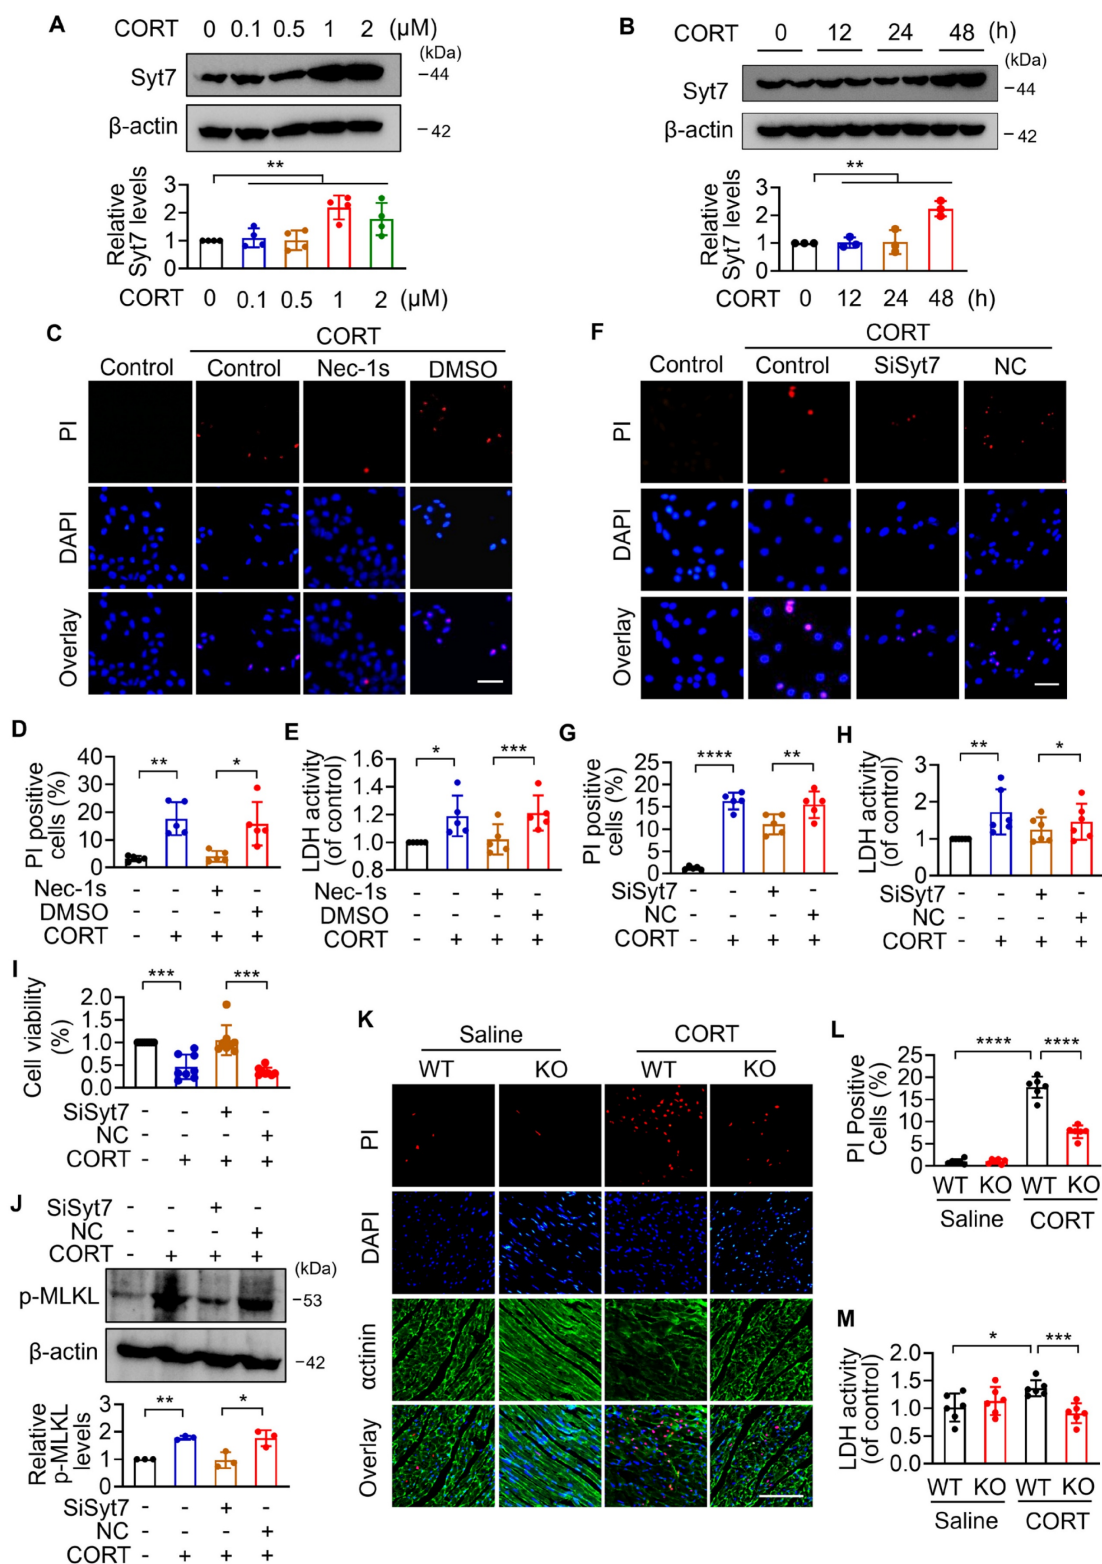 A
CORT 0 0.1 0.5 1 2 (μM)
(kDa)
Syt7 –44
β-actin – 42
**
Relative
Syt7 levels
3
2
1
0
CORT 0 0.1 0.5 1 2 (μM)
B
CORT 0 12 24 48 (h)
(kDa)
Syt7 – 44
β-actin – 42
**
Relative
Syt7 levels
3
2
1
0
CORT 0 12 24 48 (h)
C
CORT
Control Control Nec-1s DMSO
PI
DAPI
Overlay
F
CORT
Control Control SiSyt7 NC
PI
DAPI
Overlay
D
PI positive
cells (%)
40
30
20
10
0
** *
Nec-1s - - + -
DMSO - - - +
CORT - + + +
E
LDH activity
(of control)
1.6
1.4
1.2
1.0
0.8
* ***
Nec-1s - - + -
DMSO - - - +
CORT - + + +
G
PI positive
cells (%)
25
20
15
10
5
0
**** **
SiSyt7 - - + -
NC - - - +
CORT - + + +
H
LDH activity
(of control)
3
2
1
0
** *
SiSyt7 - - + -
NC - - - +
CORT - + + +
I
Cell viability
(%)
2.0
1.5
1.0
0.5
0.0
*** ***
SiSyt7 - - + -
NC - - - +
CORT - + + +
J
SiSyt7 - - + -
NC - - - +
CORT - + + +
(kDa)
p-MLKL –53
β-actin –42
Relative
p-MLKL
levels
3
2
1
0
** *
SiSyt7 - - + -
NC - - - +
CORT - + + +
K
Saline CORT
WT KO WT KO
PI
DAPI
αctinin
Overlay
L
PI Positive
Cells (%)
25
20
15
10
5
0
**** ****
WT KO WT KO
Saline CORT
M
LDH activity
(of control)
2.0
1.5
1.0
0.5
0.0
* ***
WT KO WT KO
Saline CORT